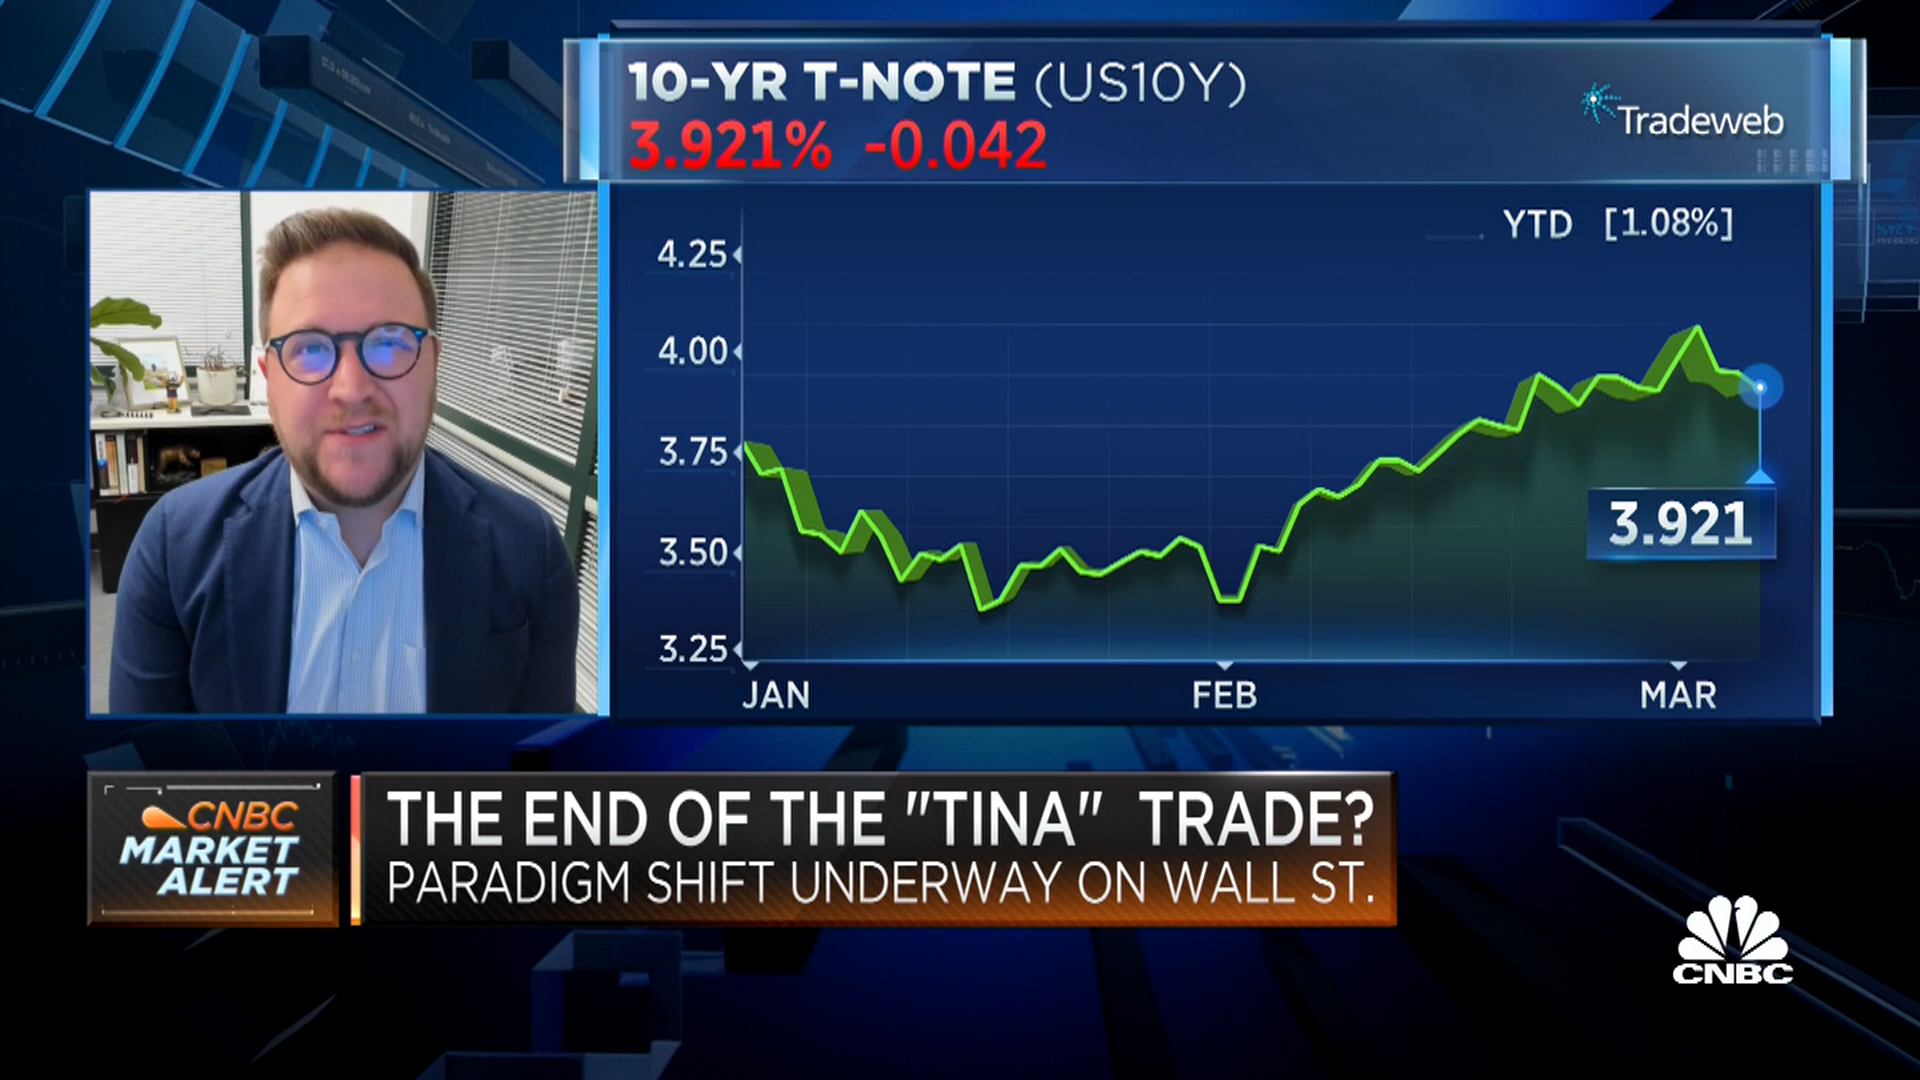 10-YR T-NOTE (US10Y)
3.921% -0.042
Tradeweb
YTD [1.08%]
4.25
4.00
3.75
3.50
3.25
3.921
JAN FEB MAR
CNBC
MARKET
ALERT
THE END OF THE "TINA" TRADE?
PARADIGM SHIFT UNDERWAY ON WALL ST.
CNBC